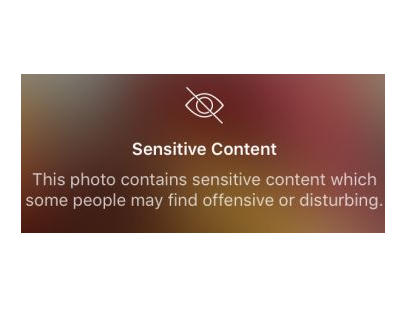 Sensitive Content
This photo contains sensitive content which
some people may find offensive or disturbing.